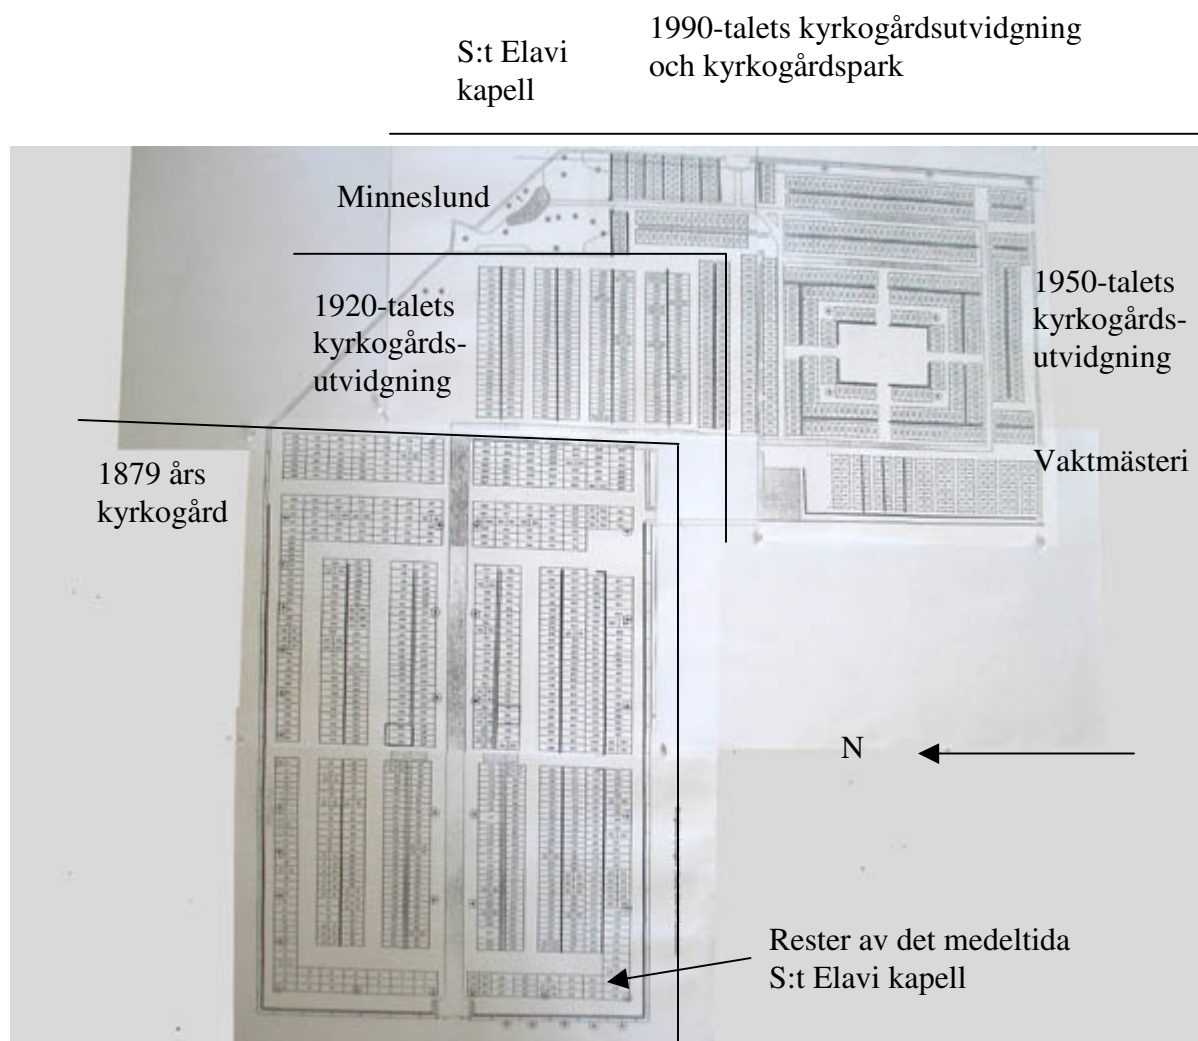 S:t Elavi
kapell
1990-talets kyrkogårdsutvidgning
och kyrkogårdspark
Minneslund
1920-talets
kyrkogårds-
utvidgning
1950-talets
kyrkogårds-
utvidgning
1879 års
kyrkogård
Vaktmästeri
N
Rester av det medeltida
S:t Elavi kapell